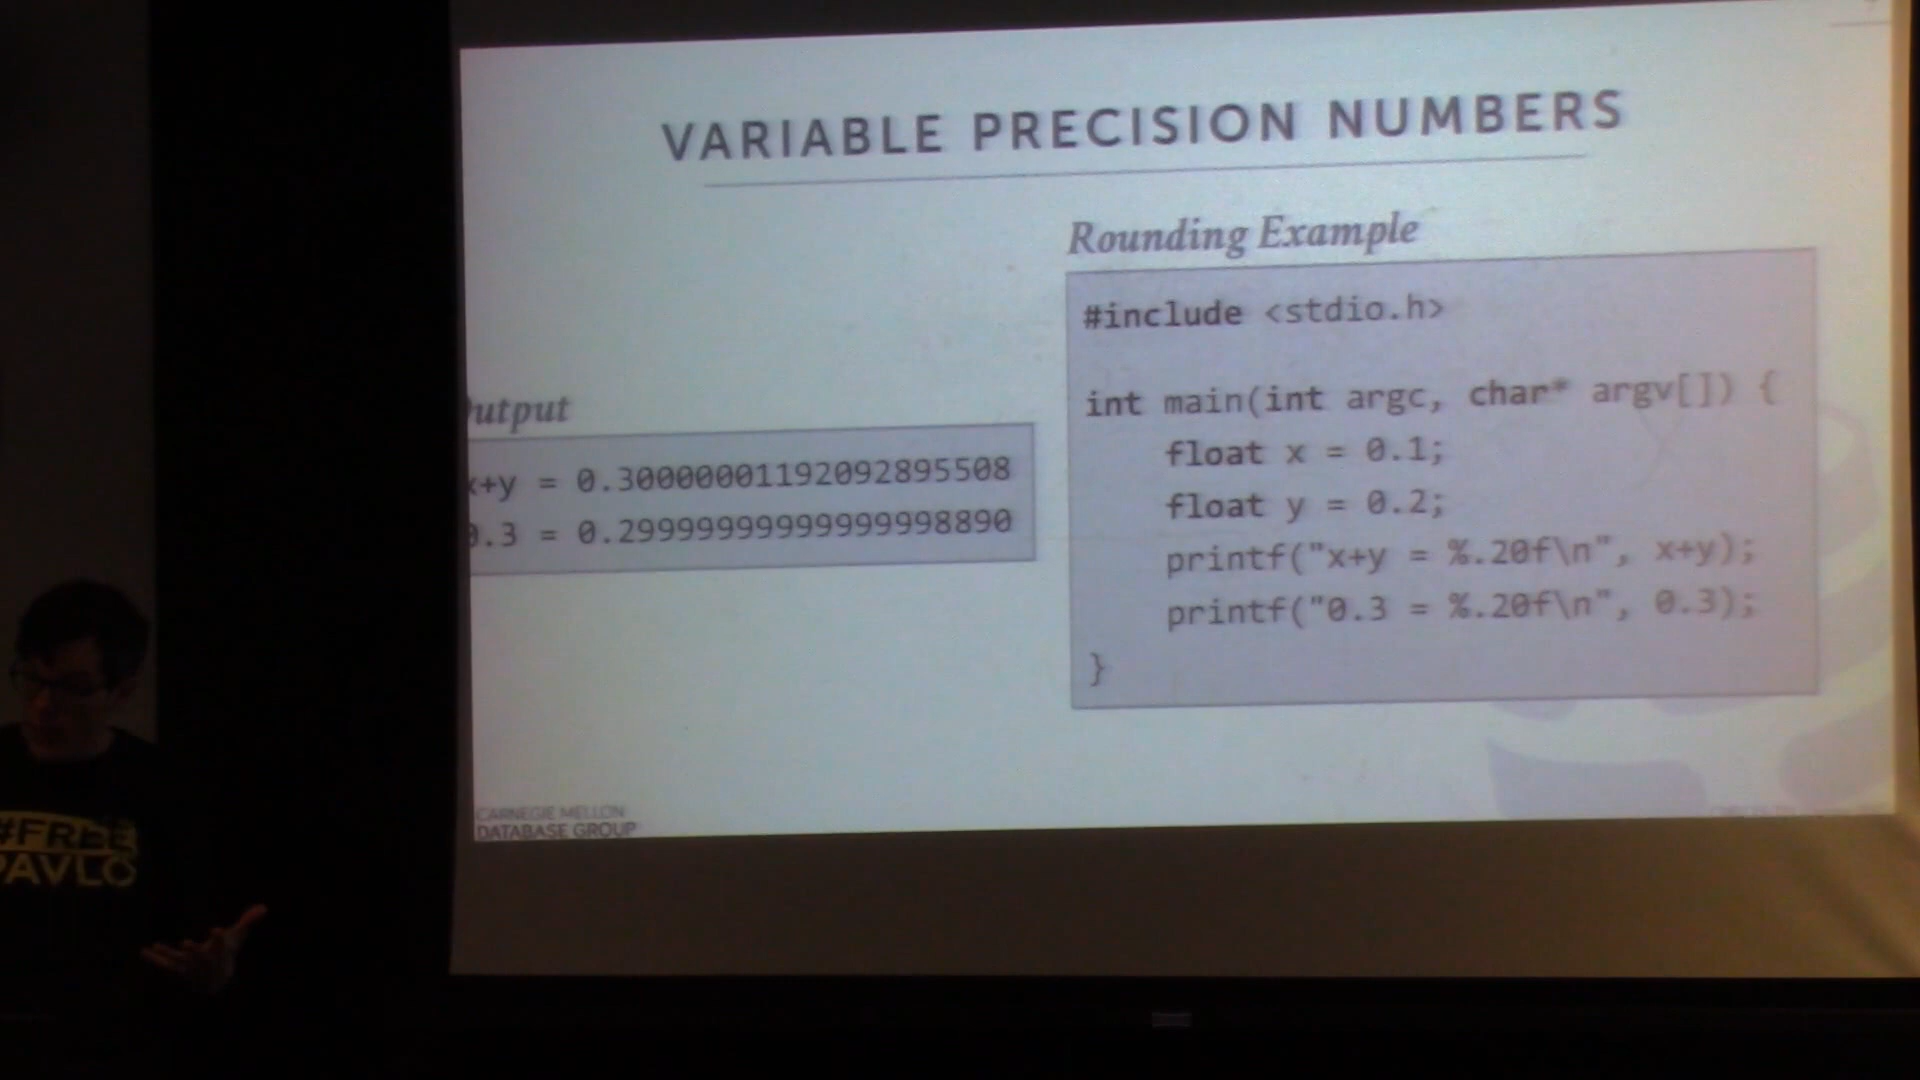 VARIABLE PRECISION NUMBERS
Rounding Example
#include <stdio.h>
int main(int argc, char* argv[]) {
float x = 0.1;
float y = 0.2;
printf("x+y = %.20f\n", x+y);
printf("0.3 = %.20f\n", 0.3);
}
utput
x+y = 0.30000001192092895508
0.3 = 0.29999999999999998890
CARNEGIE MELLON
DATABASE GROUP
#FREE
PAVLO